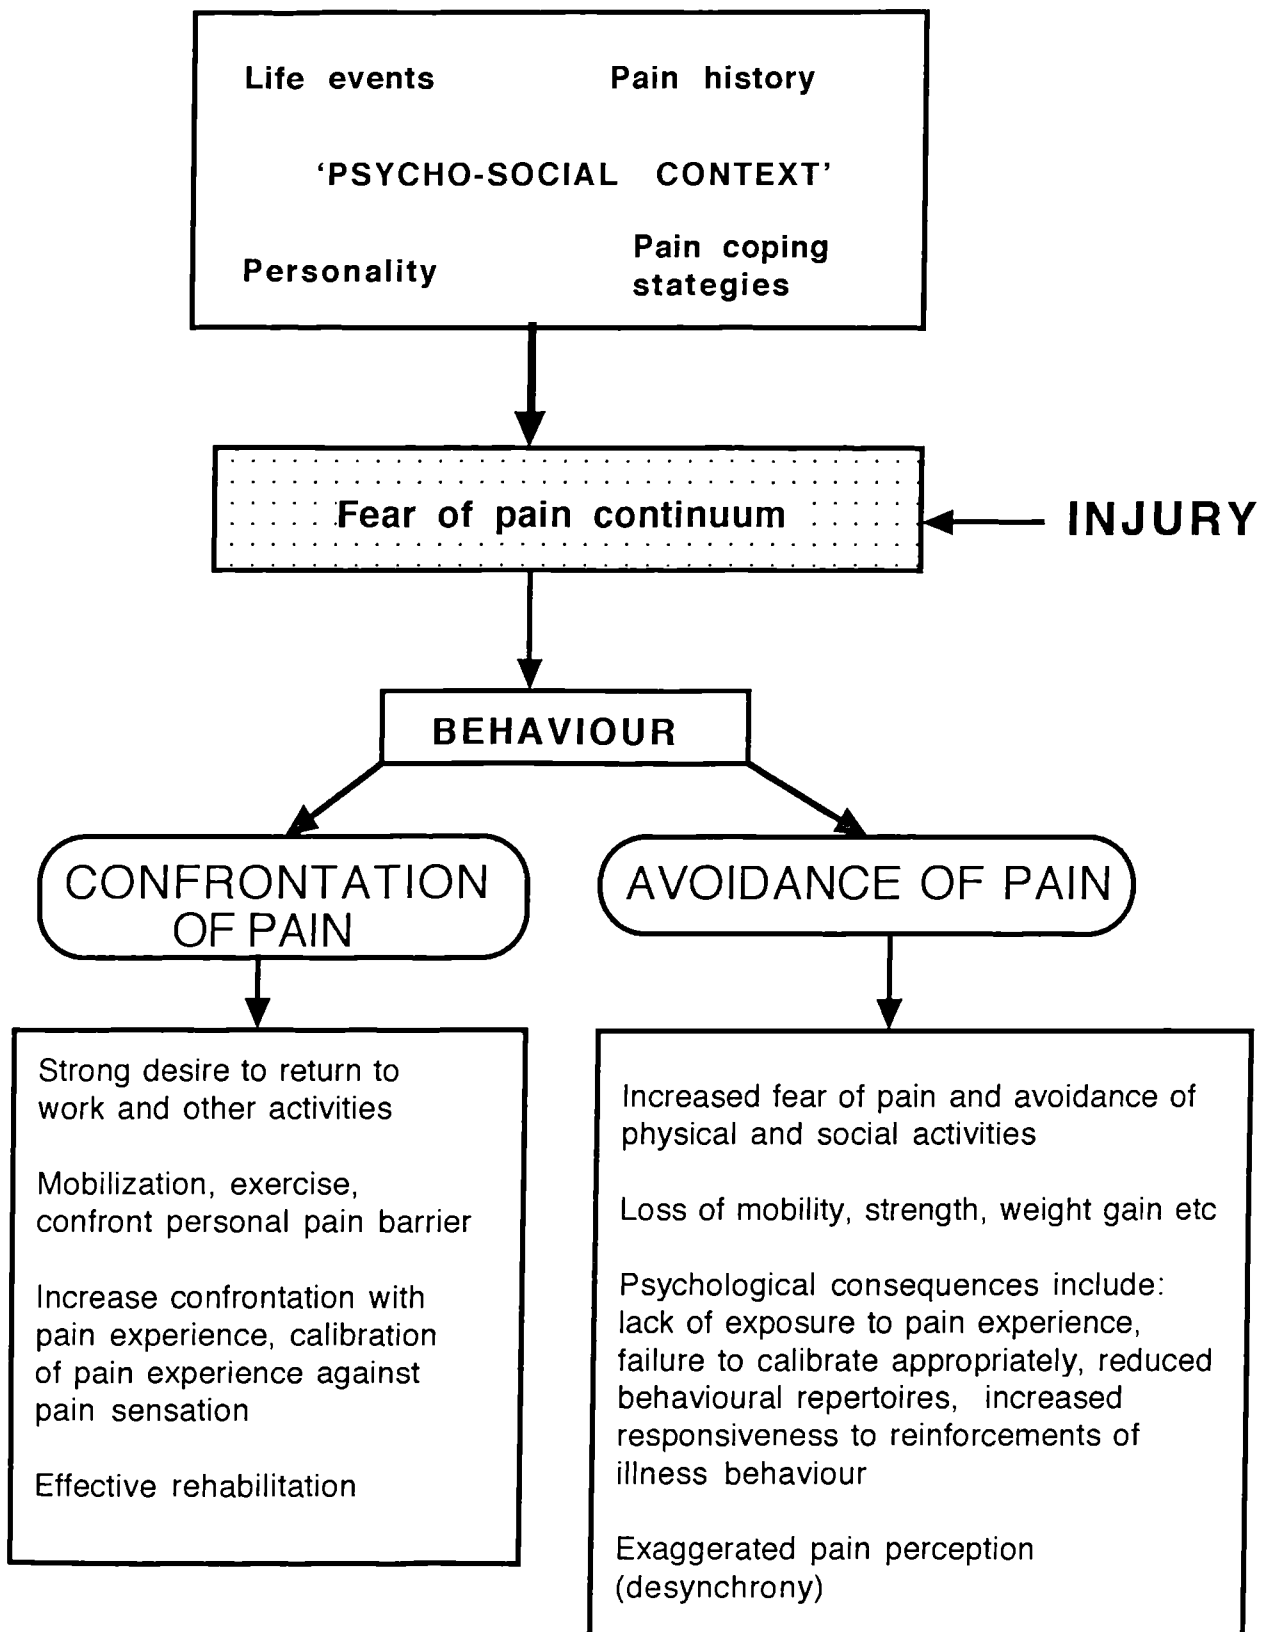 Life events
Pain history
'PSYCHO-SOCIAL CONTEXT'
Personality
Pain coping
stategies
Fear of pain continuum
INJURY
BEHAVIOUR
CONFRONTATION
OF PAIN
AVOIDANCE OF PAIN
Strong desire to return to
work and other activities
Mobilization, exercise,
confront personal pain barrier
Increase confrontation with
pain experience, calibration
of pain experience against
pain sensation
Effective rehabilitation
Increased fear of pain and avoidance of
physical and social activities
Loss of mobility, strength, weight gain etc
Psychological consequences include:
lack of exposure to pain experience,
failure to calibrate appropriately, reduced
behavioural repertoires, increased
responsiveness to reinforcements of
illness behaviour
Exaggerated pain perception
(desynchrony)